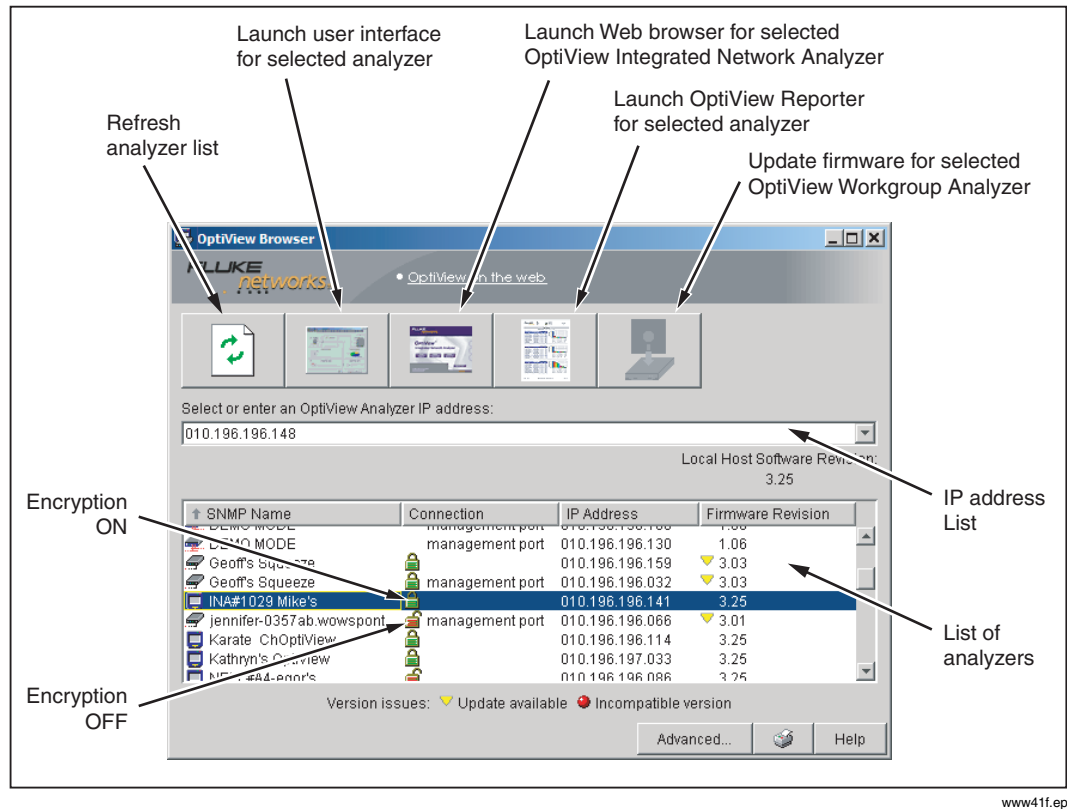 Launch user interface
for selected analyzer
Launch Web browser for selected
OptiView Integrated Network Analyzer
Launch OptiView Reporter
for selected analyzer
Refresh
analyzer list
Update firmware for selected
OptiView Workgroup Analyzer
OptiView Browser
FLUKE
networks
• OptiView on the web
Select or enter an OptiView Analyzer IP address:
010.196.196.148
Local Host Software Revision:
3.25
Encryption
ON
IP address
List
SNMP Name Connection IP Address Firmware Revision
DEMO MODE management port 1.06
DEMO MODE management port 010.196.196.130 1.06
Geoff's Squeeze 010.196.196.159 3.03
Geoff's Squeeze management port 010.196.196.032 3.03
INA#1029 Mike's 010.196.196.141 3.25
jennifer-0357ab.wowspont management port 010.196.196.066 3.01
Karate ChOptiView 010.196.196.114 3.25
Kathryn's OptiView 010.196.197.033 3.25
010.196.196.086 3.25
List of
analyzers
Encryption
OFF
Version issues: Update available Incompatible version
Advanced... Help
www41f.ep